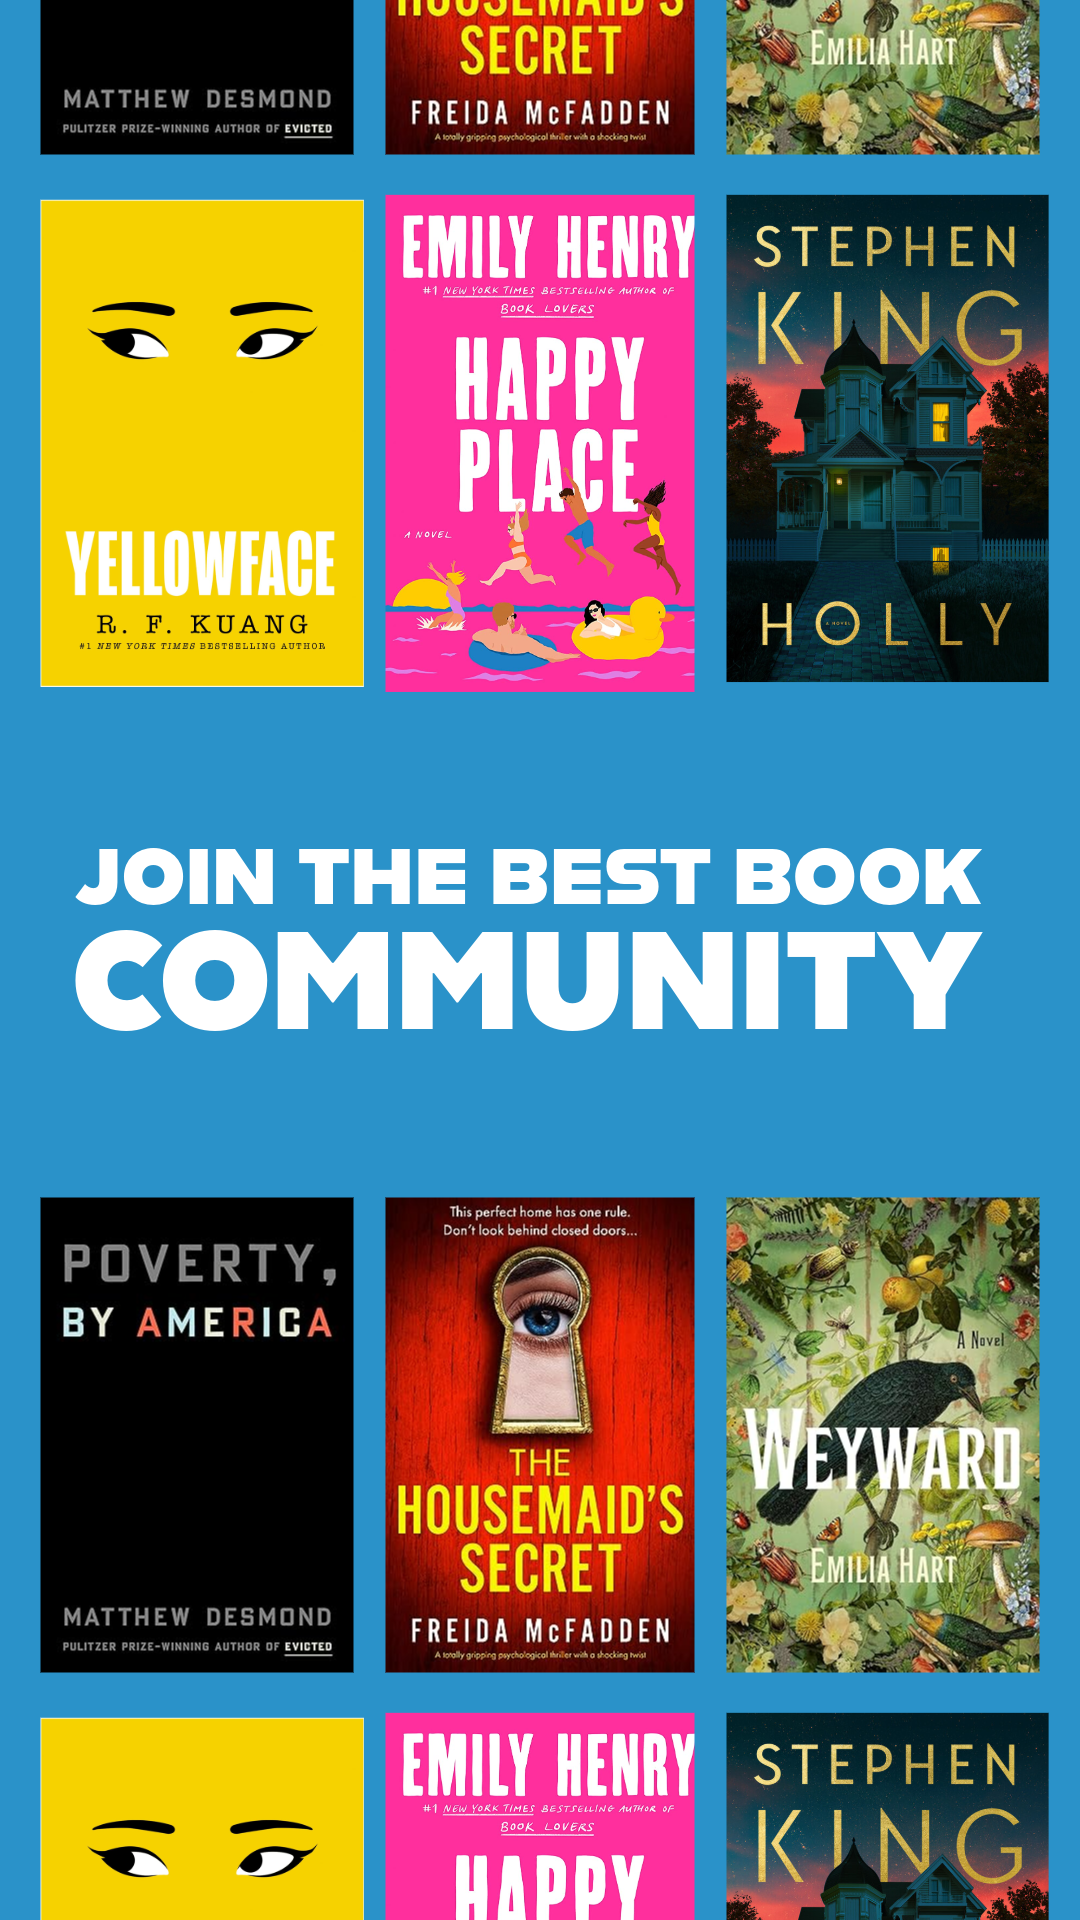 MATTHEW DESMOND
PULITZER PRIZE-WINNING AUTHOR OF EVICTED
HOUSEMAID'S
SECRET
FREIDA McFADDEN
A totally gripping psychological thriller with a shocking twist
EMILIA HART
YELLOWFACE
R. F. KUANG
#1 NEW YORK TIMES BESTSELLING AUTHOR
EMILY HENRY
#1 NEW YORK TIMES BESTSELLING AUTHOR OF
BOOK LOVERS
HAPPY
PLACE
A NOVEL
STEPHEN
KING
HOLLY
A NOVEL
JOIN THE BEST BOOK
COMMUNITY
POVERTY,
BY AMERICA
MATTHEW DESMOND
PULITZER PRIZE-WINNING AUTHOR OF EVICTED
This perfect home has one rule.
Don't look behind closed doors...
THE
HOUSEMAID'S
SECRET
FREIDA McFADDEN
A totally gripping psychological thriller with a shocking twist
A Novel
WEYWARD
EMILIA HART
EMILY HENRY
#1 NEW YORK TIMES BESTSELLING AUTHOR OF
BOOK LOVERS
HAPPY
STEPHEN
KING